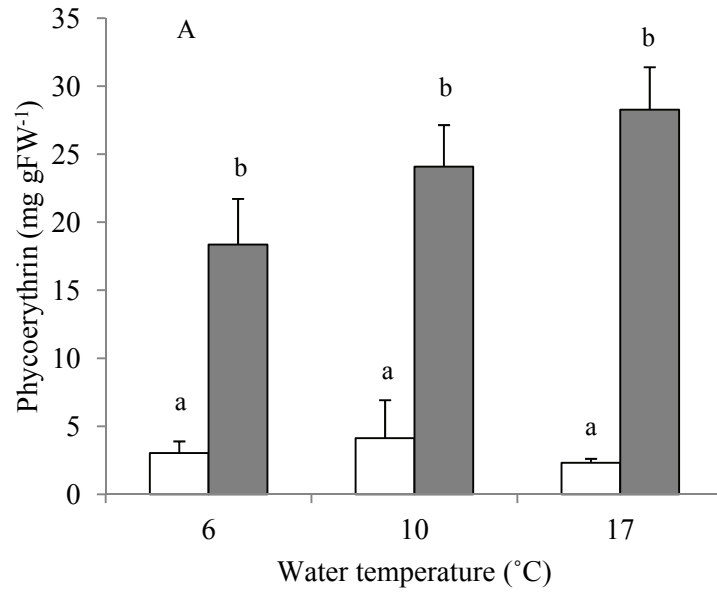 A
Phycoerythrin (mg gFW⁻¹)
35
30
25
20
15
10
5
0
a
b
a
b
a
b
6
10
17
Water temperature (˚C)